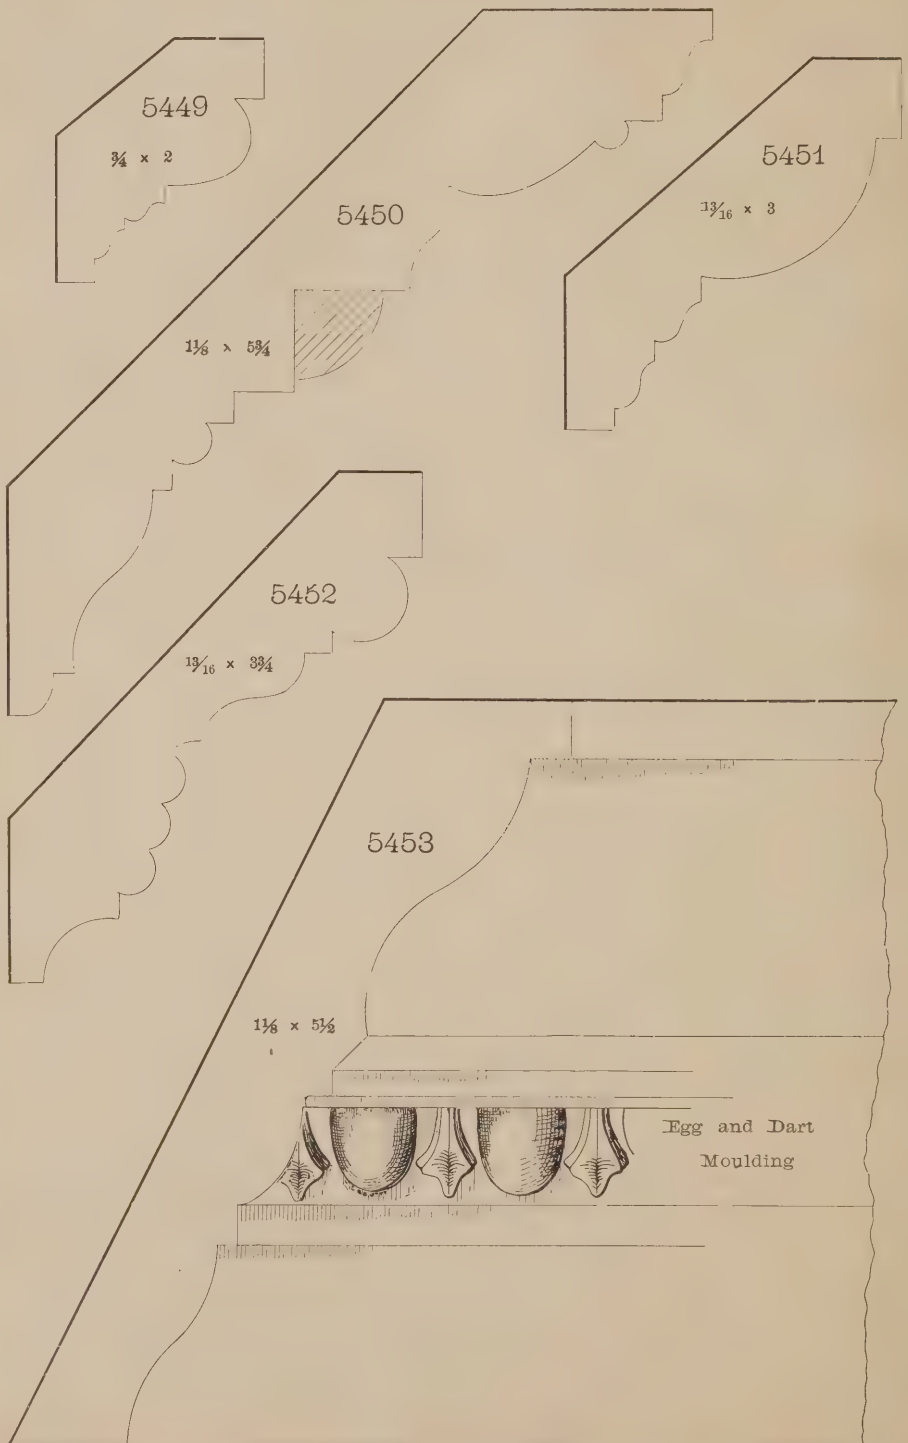 5449
¾ × 2
5450
1⅛ × 5¾
5451
13/16 × 3
5452
13/16 × 3¾
5453
1⅛ × 5½
Egg and Dart
Moulding